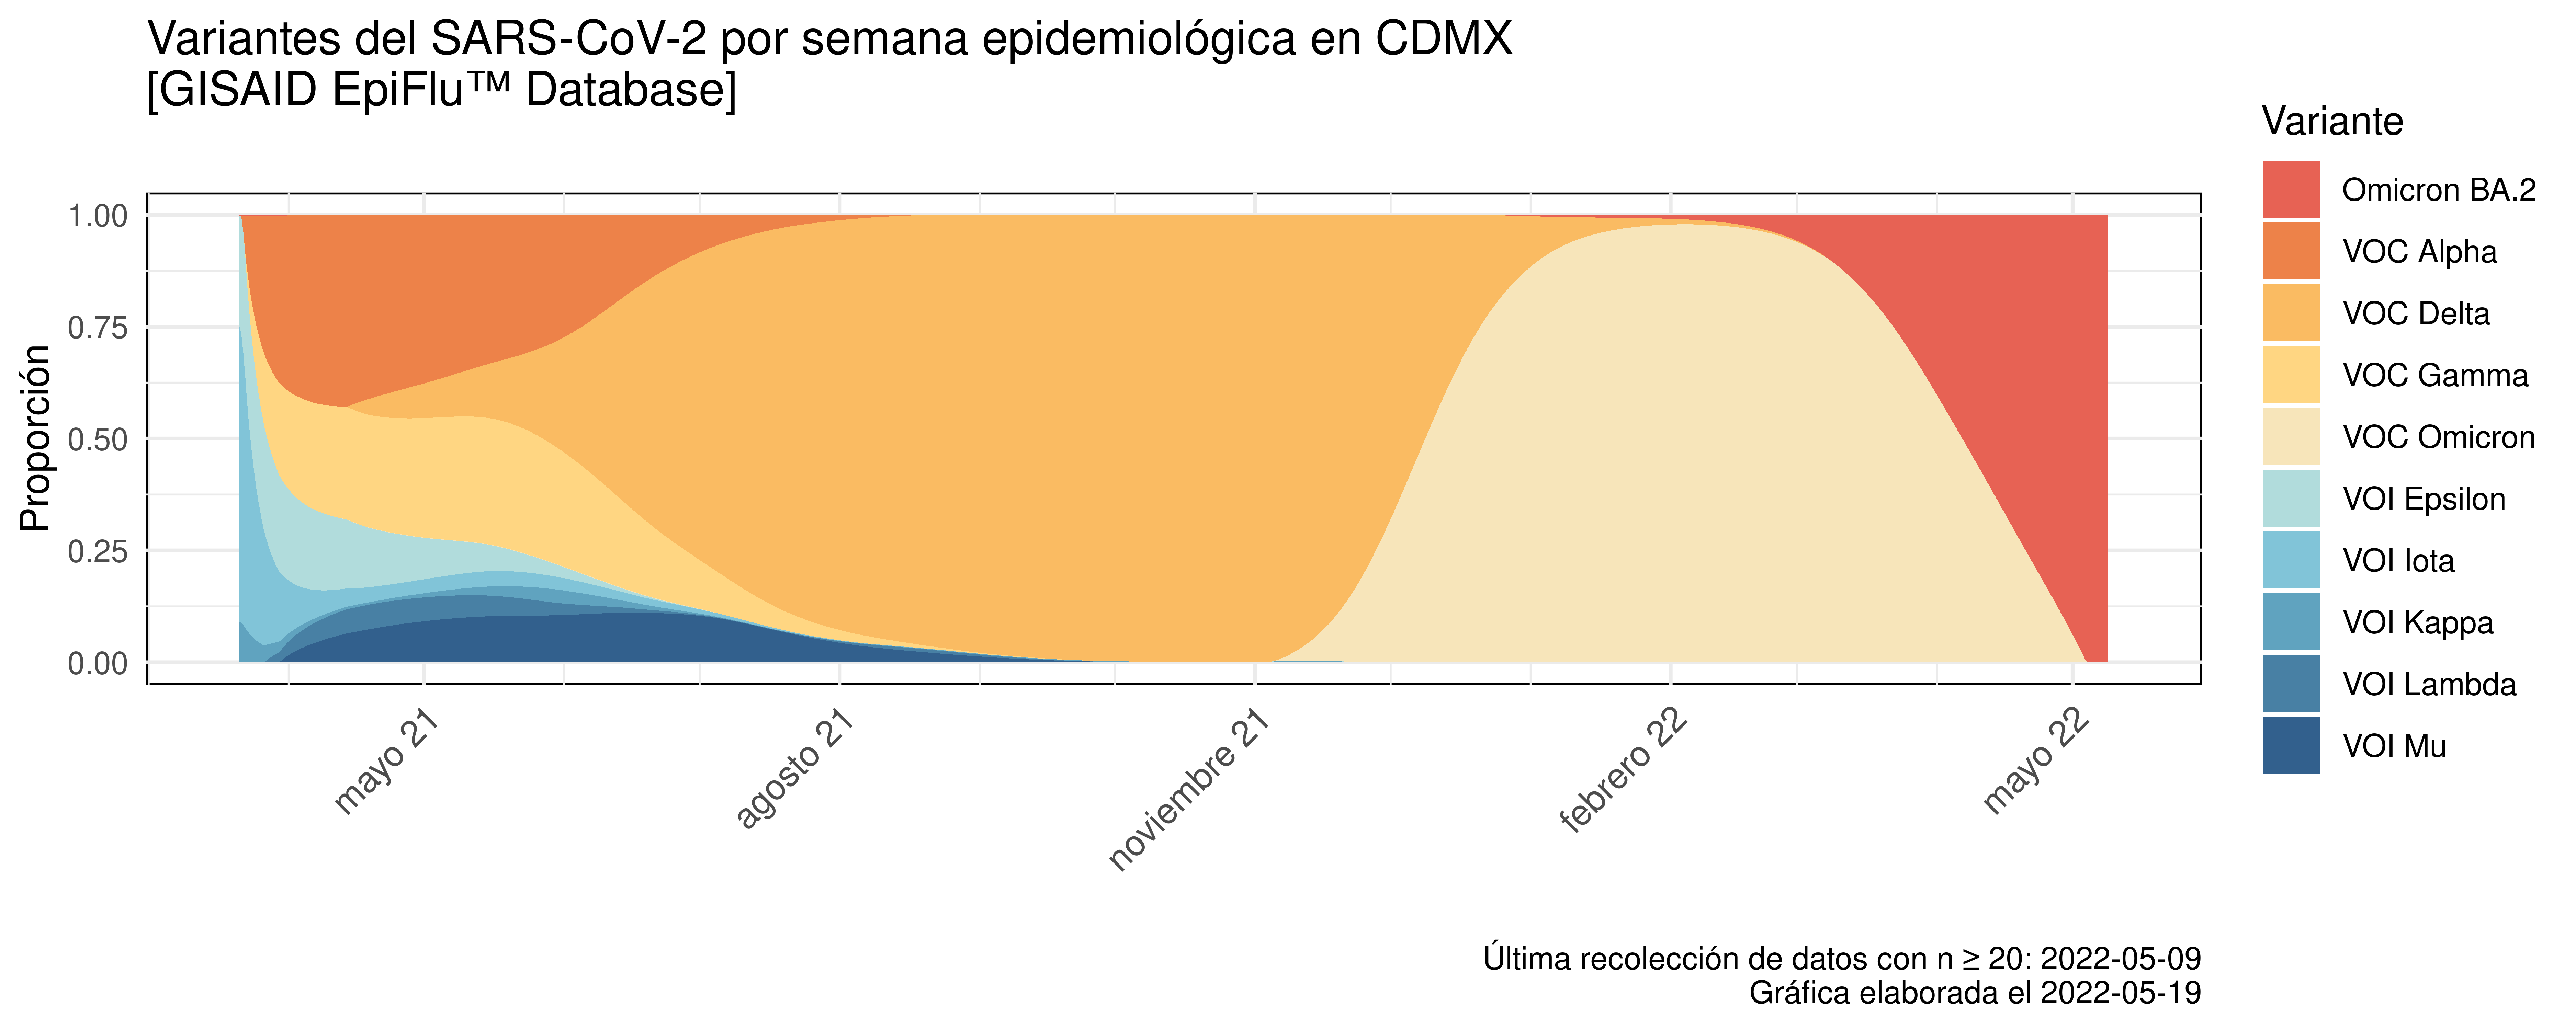 Variantes del SARS-CoV-2 por semana epidemiológica en CDMX
[GISAID EpiFlu™ Database]
Variante
Omicron BA.2
VOC Alpha
VOC Delta
VOC Gamma
VOC Omicron
VOI Epsilon
VOI Iota
VOI Kappa
VOI Lambda
VOI Mu
Proporción
1.00
0.75
0.50
0.25
0.00
mayo 21
agosto 21
noviembre 21
febrero 22
mayo 22
Última recolección de datos con n ≥ 20: 2022-05-09
Gráfica elaborada el 2022-05-19